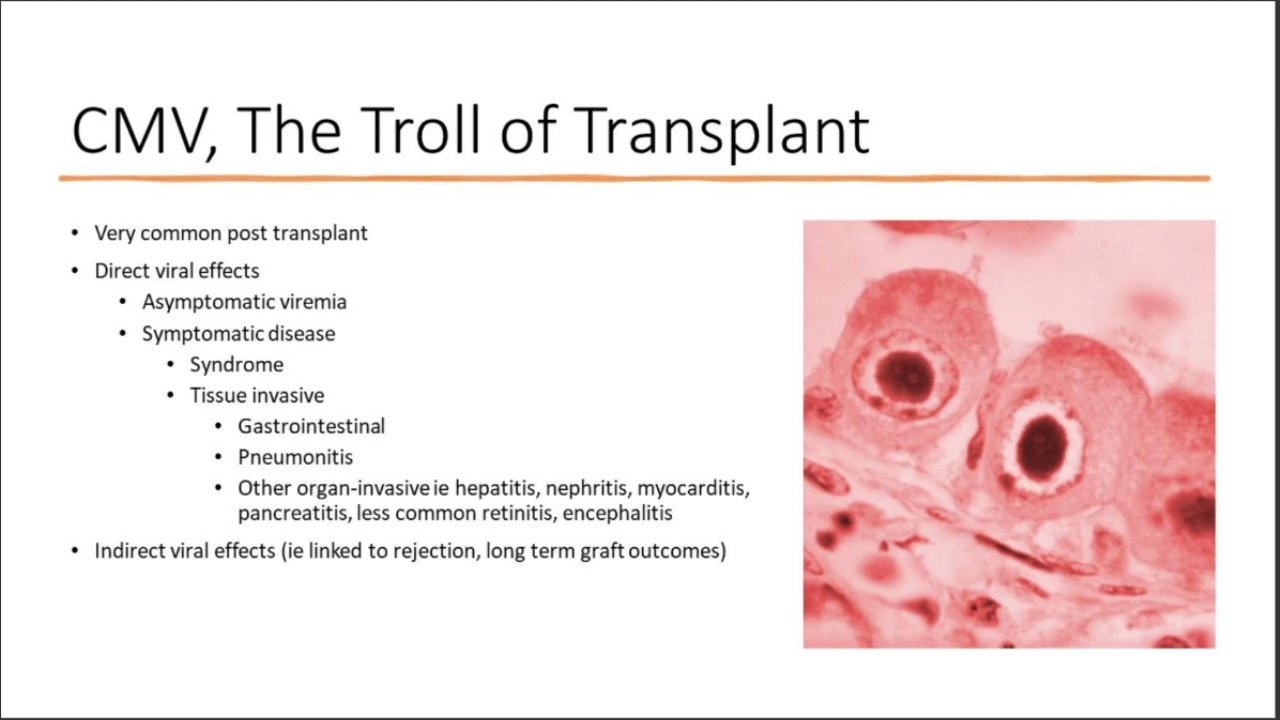 CMV, The Troll of Transplant
• Very common post transplant
• Direct viral effects
• Asymptomatic viremia
• Symptomatic disease
• Syndrome
• Tissue invasive
• Gastrointestinal
• Pneumonitis
• Other organ-invasive ie hepatitis, nephritis, myocarditis,
pancreatitis, less common retinitis, encephalitis
• Indirect viral effects (ie linked to rejection, long term graft outcomes)